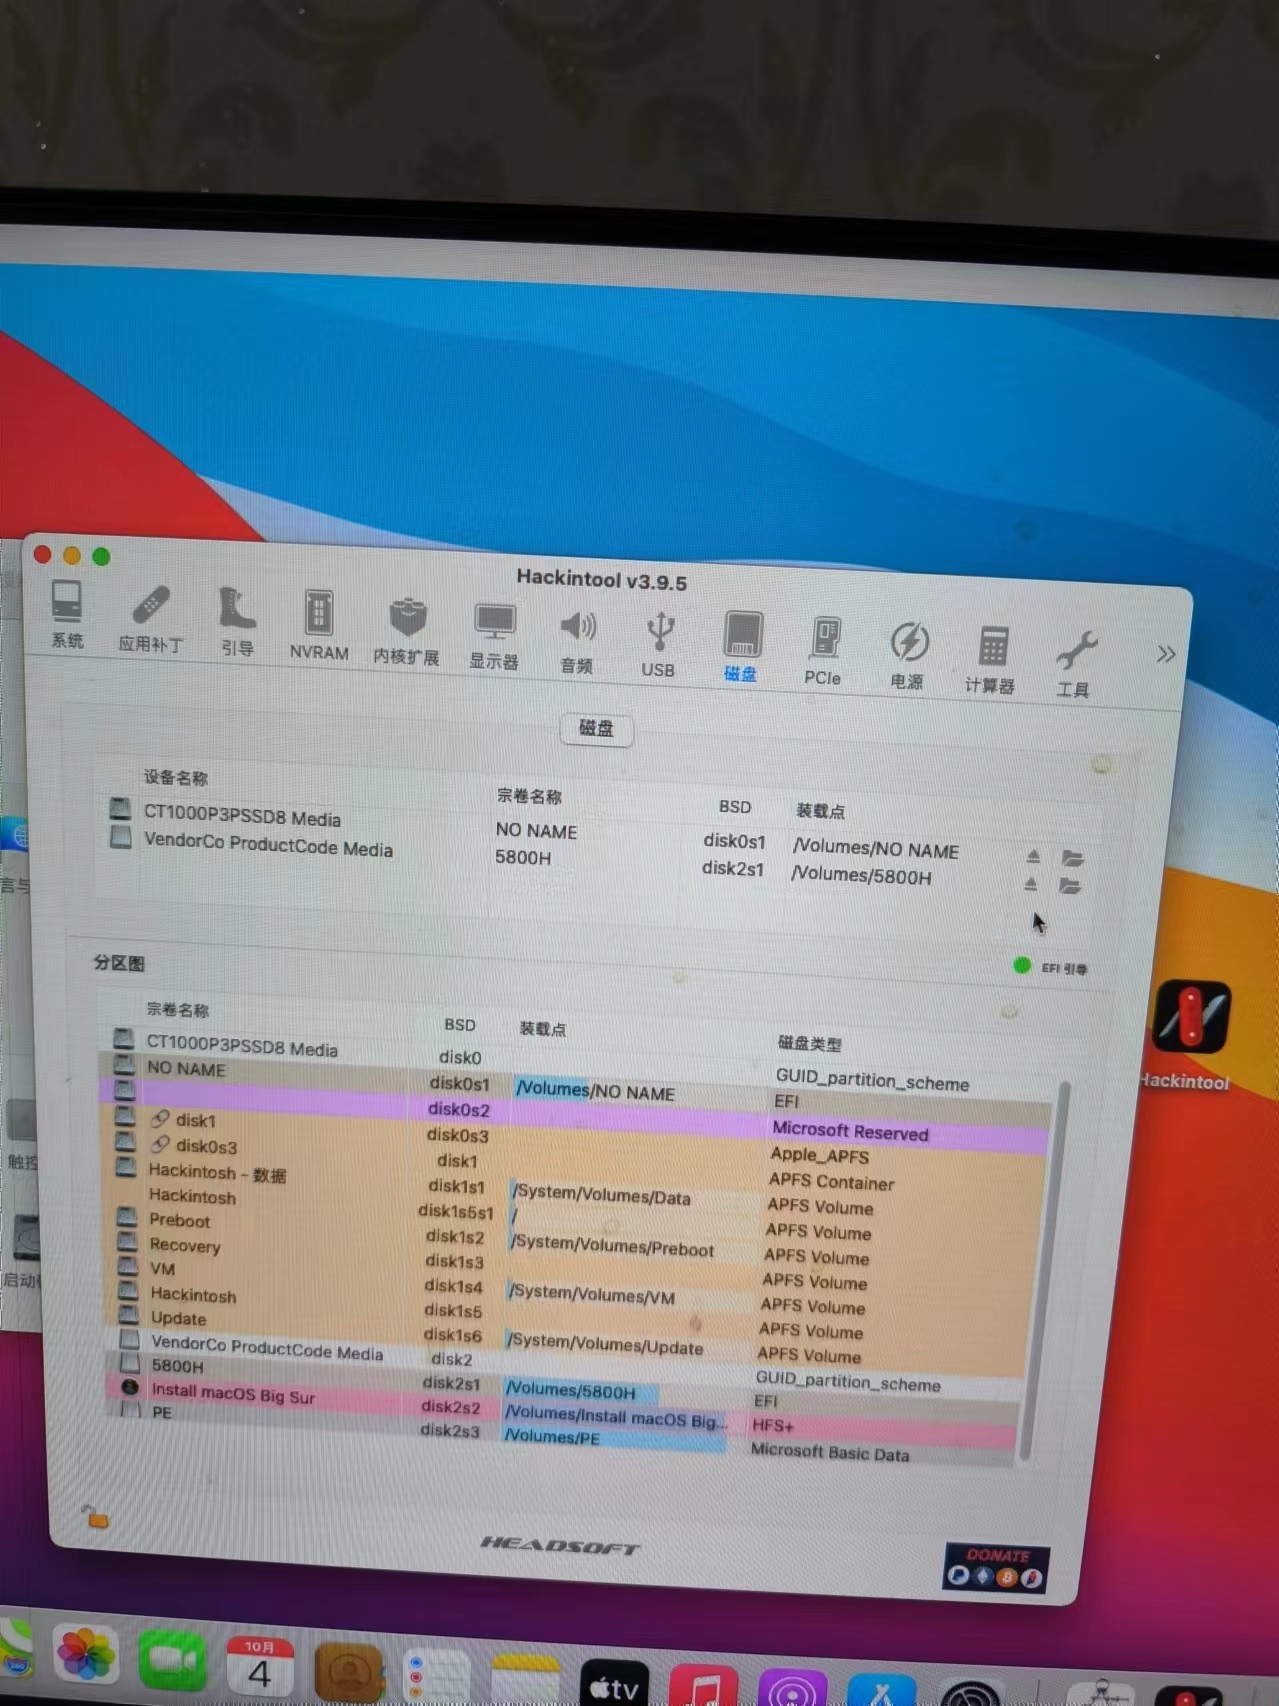 Hackintool v3.9.5
系统 应用补丁 引导 NVRAM 内核扩展 显示器 音频 USB 磁盘 PCIe 电源 计算器 工具
磁盘
设备名称 宗卷名称 BSD 装载点
CT1000P3PSSD8 Media NO NAME disk0s1 /Volumes/NO NAME
VendorCo ProductCode Media 5800H disk2s1 /Volumes/5800H
EFI 引导
分区图
宗卷名称 BSD 装载点 磁盘类型
CT1000P3PSSD8 Media disk0 GUID_partition_scheme
NO NAME disk0s1 /Volumes/NO NAME EFI
disk0s2 Microsoft Reserved
disk1 disk0s3 Apple_APFS
disk0s3 disk1 APFS Container
Hackintosh - 数据 disk1s1 /System/Volumes/Data APFS Volume
Hackintosh disk1s5s1 / APFS Volume
Preboot disk1s2 /System/Volumes/Preboot APFS Volume
Recovery disk1s3 APFS Volume
VM disk1s4 /System/Volumes/VM APFS Volume
Hackintosh disk1s5 APFS Volume
Update disk1s6 /System/Volumes/Update APFS Volume
VendorCo ProductCode Media disk2 GUID_partition_scheme
5800H disk2s1 /Volumes/5800H EFI
Install macOS Big Sur disk2s2 /Volumes/Install macOS Big... HFS+
PE disk2s3 /Volumes/PE Microsoft Basic Data
HEADSOFT
DONATE
Hackintool
言与
触控
启动
10月
4
tv